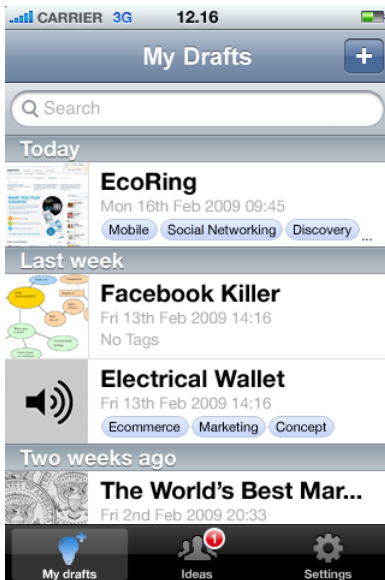 CARRIER 3G 12.16
My Drafts
+
Search
Today
EcoRing
Mon 16th Feb 2009 09:45
Mobile Social Networking Discovery ...
Last week
Facebook Killer
Fri 13th Feb 2009 14:16
No Tags
Electrical Wallet
Fri 13th Feb 2009 14:16
Ecommerce Marketing Concept
Two weeks ago
The World's Best Mar...
Fri 2nd Feb 2009 20:33
1
My drafts Ideas Settings